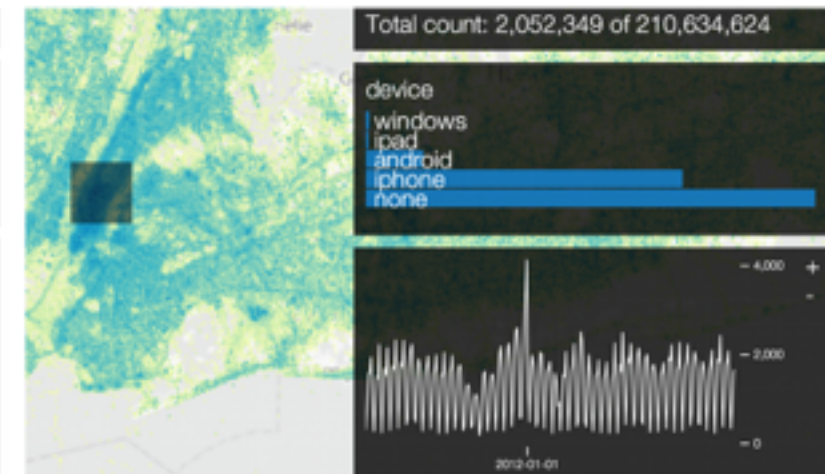 Total count: 2,052,349 of 210,634,624
device
windows
ipad
android
iphone
none
4,000
+
-
2,000
0
2012-01-01